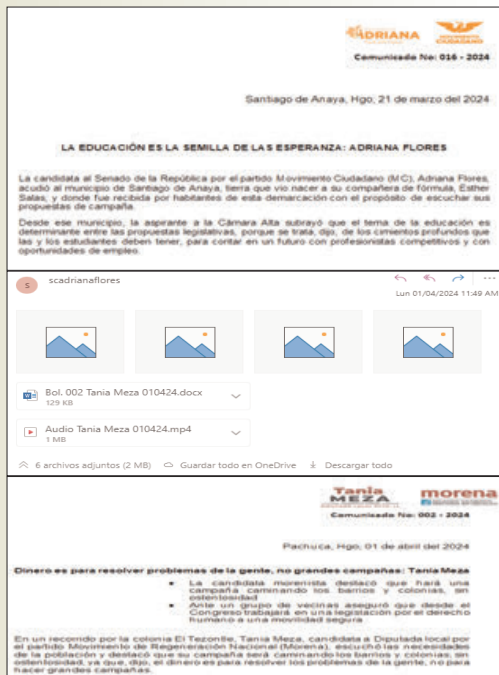 ADRIANA
MOVIMIENTO
CIUDADANO
Comunicado No: 016 - 2024
Santiago de Anaya, Hgo; 21 de marzo del 2024
LA EDUCACIÓN ES LA SEMILLA DE LAS ESPERANZA: ADRIANA FLORES
La candidata al Senado de la República por el partido Movimiento Ciudadano (MC), Adriana Flores,
acudió al municipio de Santiago de Anaya, tierra que vio nacer a su compañera de fórmula, Esther
Salas; y donde fue recibida por habitantes de esta demarcación con el propósito de escuchar sus
propuestas de campaña.
Desde ese municipio, la aspirante a la Cámara Alta subrayó que el tema de la educación es
determinante entre las propuestas legislativas, porque se trata, dijo, de los cimientos profundos que
las y los estudiantes deben tener, para contar en un futuro con profesionistas competitivos y con
oportunidades de empleo.
s
scadrianaflores
Lun 01/04/2024 11:49 AM
Bol. 002 Tania Meza 010424.docx
129 KB
Audio Tania Meza 010424.mp4
1 MB
6 archivos adjuntos (2 MB) Guardar todo en OneDrive Descargar todo
Tania
MEZA
morena
Comunicado No: 002 - 2024
Pachuca, Hgo; 01 de abril del 2024
Dinero es para resolver problemas de la gente, no grandes campañas: Tania Meza
• La candidata morenista destacó que hará una
campaña caminando los barrios y colonias, sin
ostentosidad
• Ante un grupo de vecinas aseguró que desde el
Congreso trabajará en una legislación por el derecho
humano a una movilidad segura
En un recorrido por la colonia El Tezontle, Tania Meza, candidata a Diputada local por
el partido Movimiento de Regeneración Nacional (Morena), escuchó las necesidades
de la población y destacó que su campaña será caminando los barrios y colonias, sin
ostentosidad, ya que, dijo, el dinero es para resolver los problemas de la gente, no para
hacer grandes campañas.